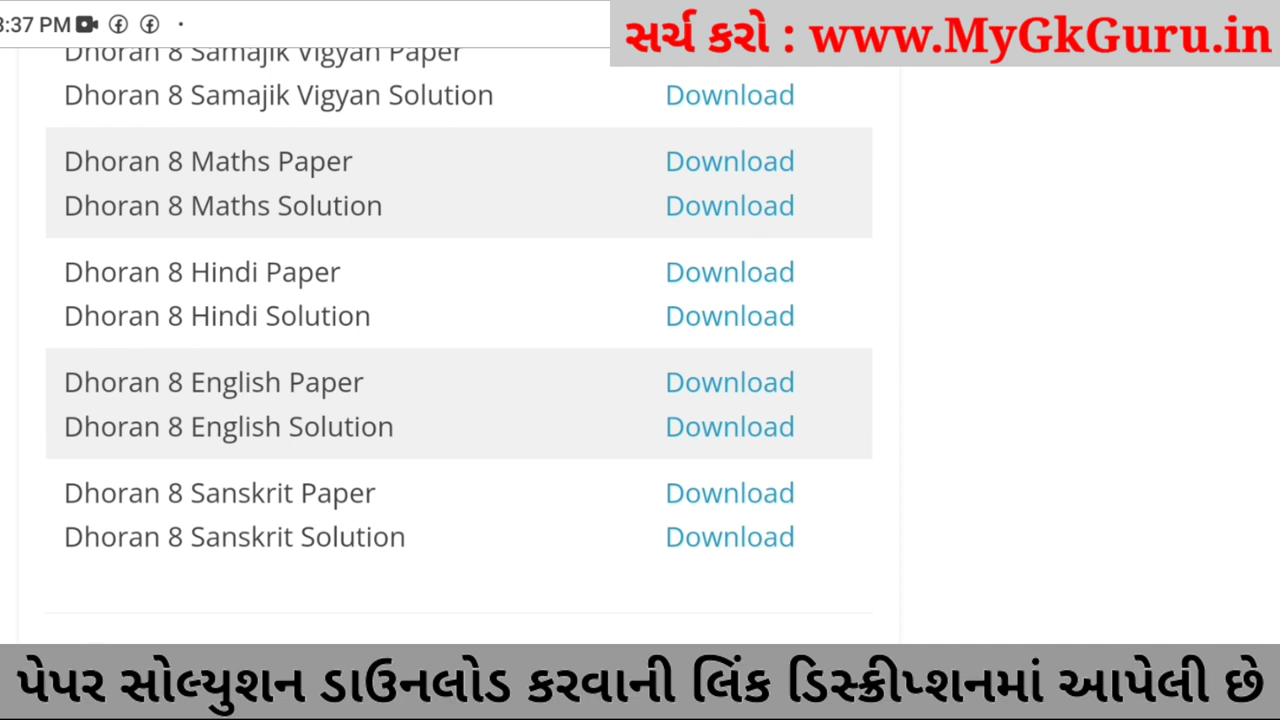 3:37 PM
સર્ચ કરો : www.MyGkGuru.in
Dhoran 8 Samajik Vigyan Paper
Dhoran 8 Samajik Vigyan Solution Download
Dhoran 8 Maths Paper Download
Dhoran 8 Maths Solution Download
Dhoran 8 Hindi Paper Download
Dhoran 8 Hindi Solution Download
Dhoran 8 English Paper Download
Dhoran 8 English Solution Download
Dhoran 8 Sanskrit Paper Download
Dhoran 8 Sanskrit Solution Download
પેપર સોલ્યુશન ડાઉનલોડ કરવાની લિંક ડિસ્ક્રીપ્શનમાં આપેલી છે